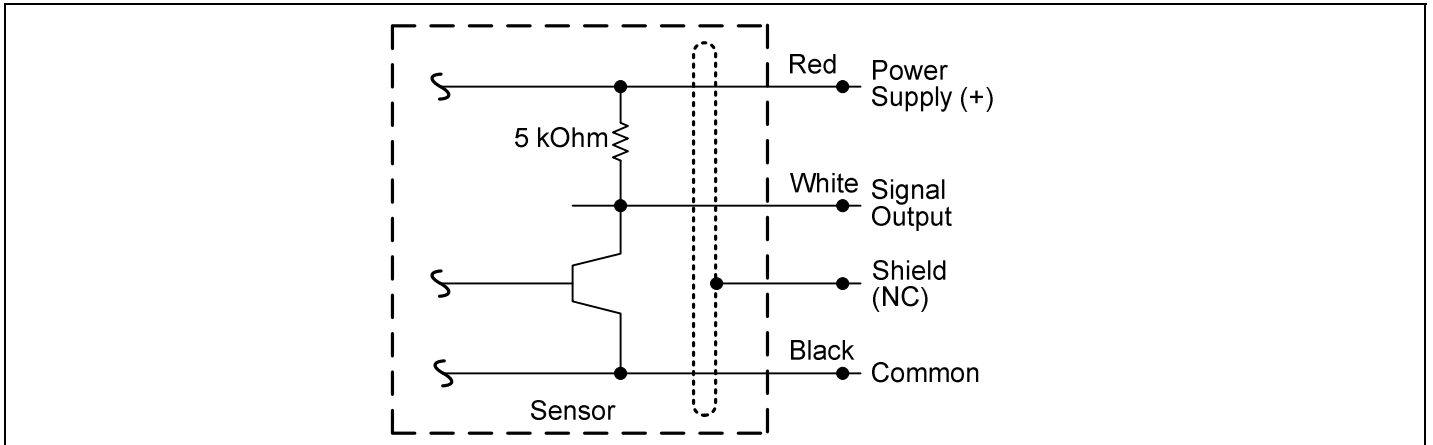 Red
Power
Supply (+)
5 kOhm
White
Signal
Output
Shield
(NC)
Black
Common
Sensor